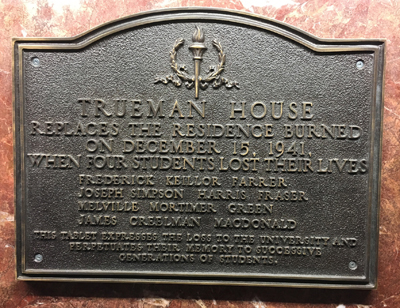 TRUEMAN HOUSE
REPLACES THE RESIDENCE BURNED
ON DECEMBER 15, 1941
WHEN FOUR STUDENTS LOST THEIR LIVES
FREDERICK KEILLOR FARRER
JOSEPH SIMPSON HARRIS FRASER
MELVILLE MORTIMER GREEN
JAMES CREELMAN MACDONALD
THIS TABLET EXPRESSES THE LOSS TO THE UNIVERSITY AND
PERPETUATES THEIR MEMORY TO SUCCESSIVE
GENERATIONS OF STUDENTS.